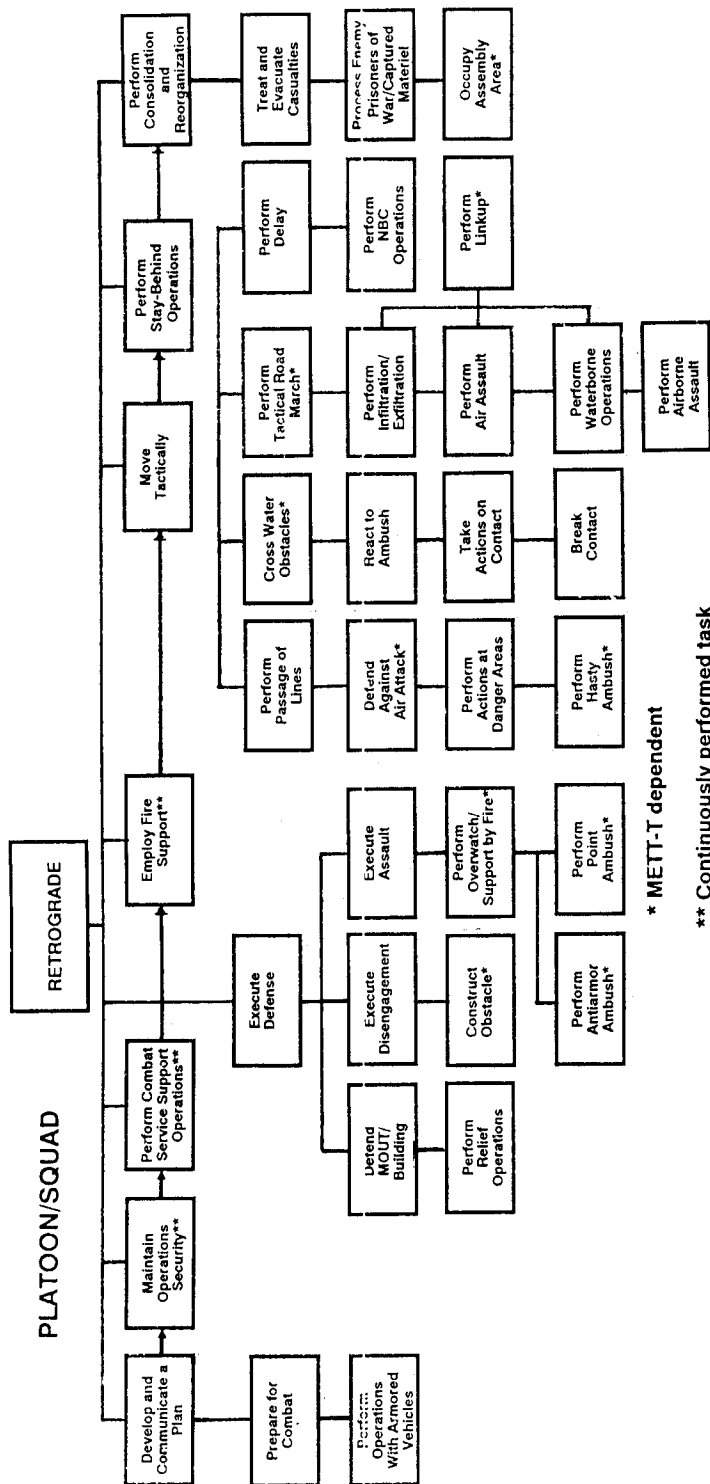 PLATOON/SQUAD
RETROGRADE
Develop and
Communicate a
Plan
Maintain
Operations
Security**
Perform Combat
Service Support
Operations**
Employ Fire
Support**
Move
Tactically
Perform
Stay-Behind
Operations
Perform
Consolidation
and
Reorganization
Prepare for
Combat
Perform
Operations
With Armored
Vehicles
Execute
Defense
Defend
MOUT/
Building
Perform
Relief
Operations
Execute
Disengagement
Construct
Obstacle*
Execute
Assault
Perform
Overwatch/
Support by Fire*
Perform
Antiarmor
Ambush*
Perform
Point
Ambush*
Perform
Passage of
Lines
Defend
Against
Air Attack*
Perform
Actions at
Danger Areas
Perform
Hasty
Ambush*
Cross Water
Obstacles*
React to
Ambush
Take
Actions on
Contact
Break
Contact
Perform
Tactical Road
March*
Perform
Infiltration/
Exfiltration
Perform
Air Assault
Perform
Waterborne
Operations
Perform
Airborne
Assault
Perform
Delay
Perform
NBC
Operations
Perform
Linkup*
Treat and
Evacuate
Casualties
Process Enemy
Prisoners of
War/Captured
Materiel
Occupy
Assembly
Area*
* METT-T dependent
** Continuously performed task